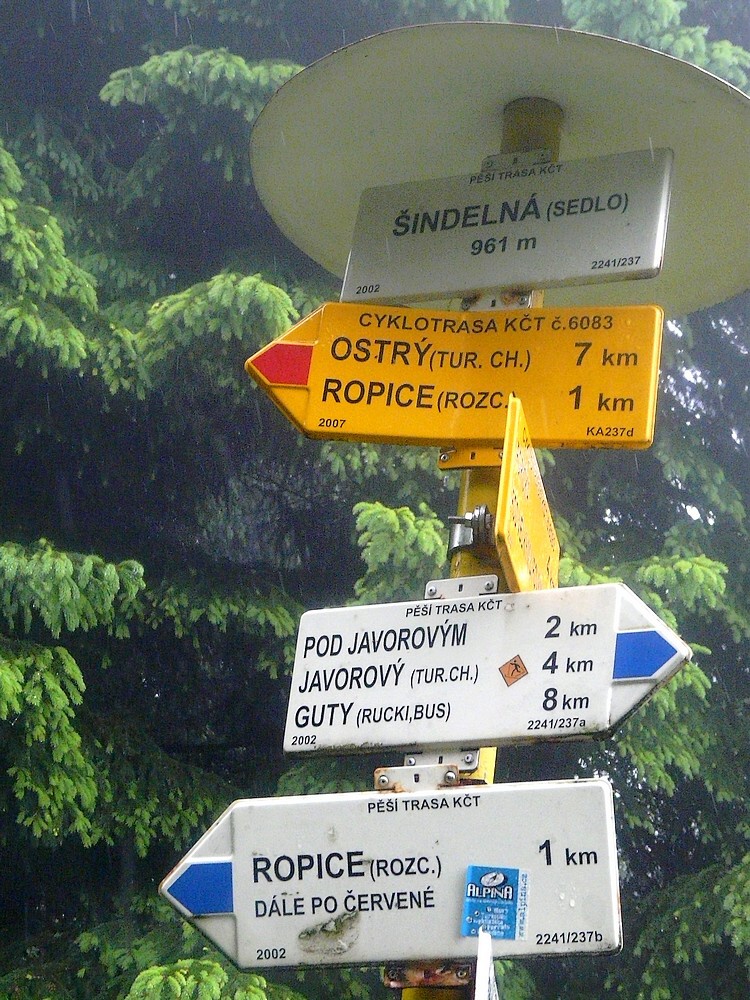 PĚŠÍ TRASA KČT
ŠINDELNÁ (SEDLO)
961 m
2002 2241/237
CYKLOTRASA KČT č.6083
OSTRÝ (TUR. CH.) 7 km
ROPICE (ROZC. 1 km
2007 KA237d
PĚŠÍ TRASA KČT
POD JAVOROVÝM 2 km
JAVOROVÝ (TUR.CH.) 4 km
GUTY (RUCKI,BUS) 8 km
2002 2241/237a
PĚŠÍ TRASA KČT
ROPICE (ROZC.) 1 km
DÁLE PO ČERVENÉ
ALPINA
www.alpina.cz
2002 2241/237b